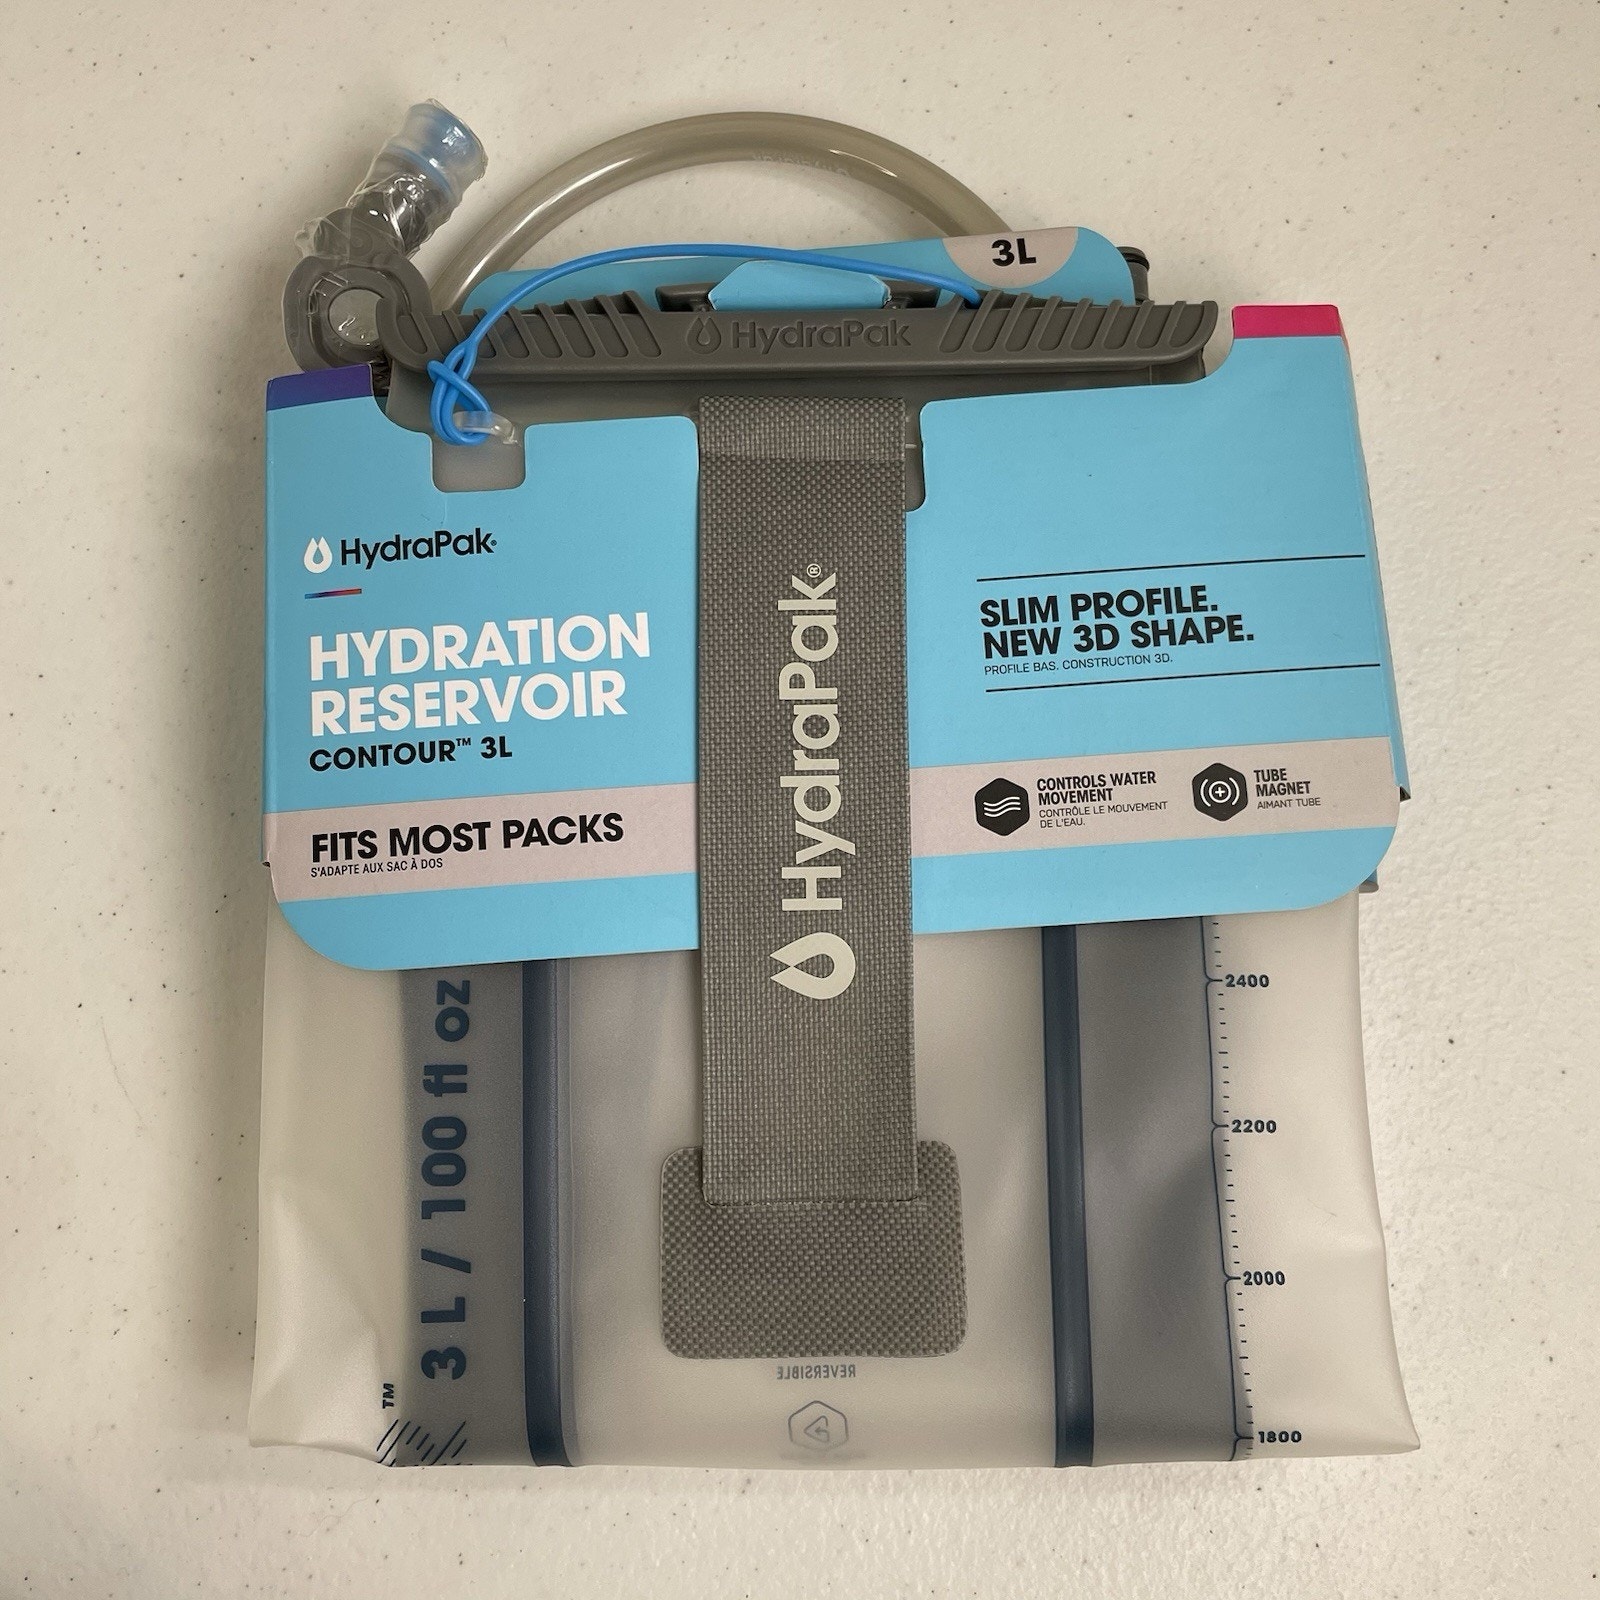 3L
HydraPak
HydraPak®
HYDRATION
RESERVOIR
CONTOUR™ 3L
FITS MOST PACKS
S'ADAPTE AUX SAC À DOS
HydraPak®
SLIM PROFILE.
NEW 3D SHAPE.
PROFILE BAS. CONSTRUCTION 3D.
CONTROLS WATER
MOVEMENT
CONTRÔLE LE MOUVEMENT
DE L'EAU.
TUBE
MAGNET
AIMANT TUBE
3 L / 100 fl oz
TM
2400
2200
2000
1800
REVERSIBLE